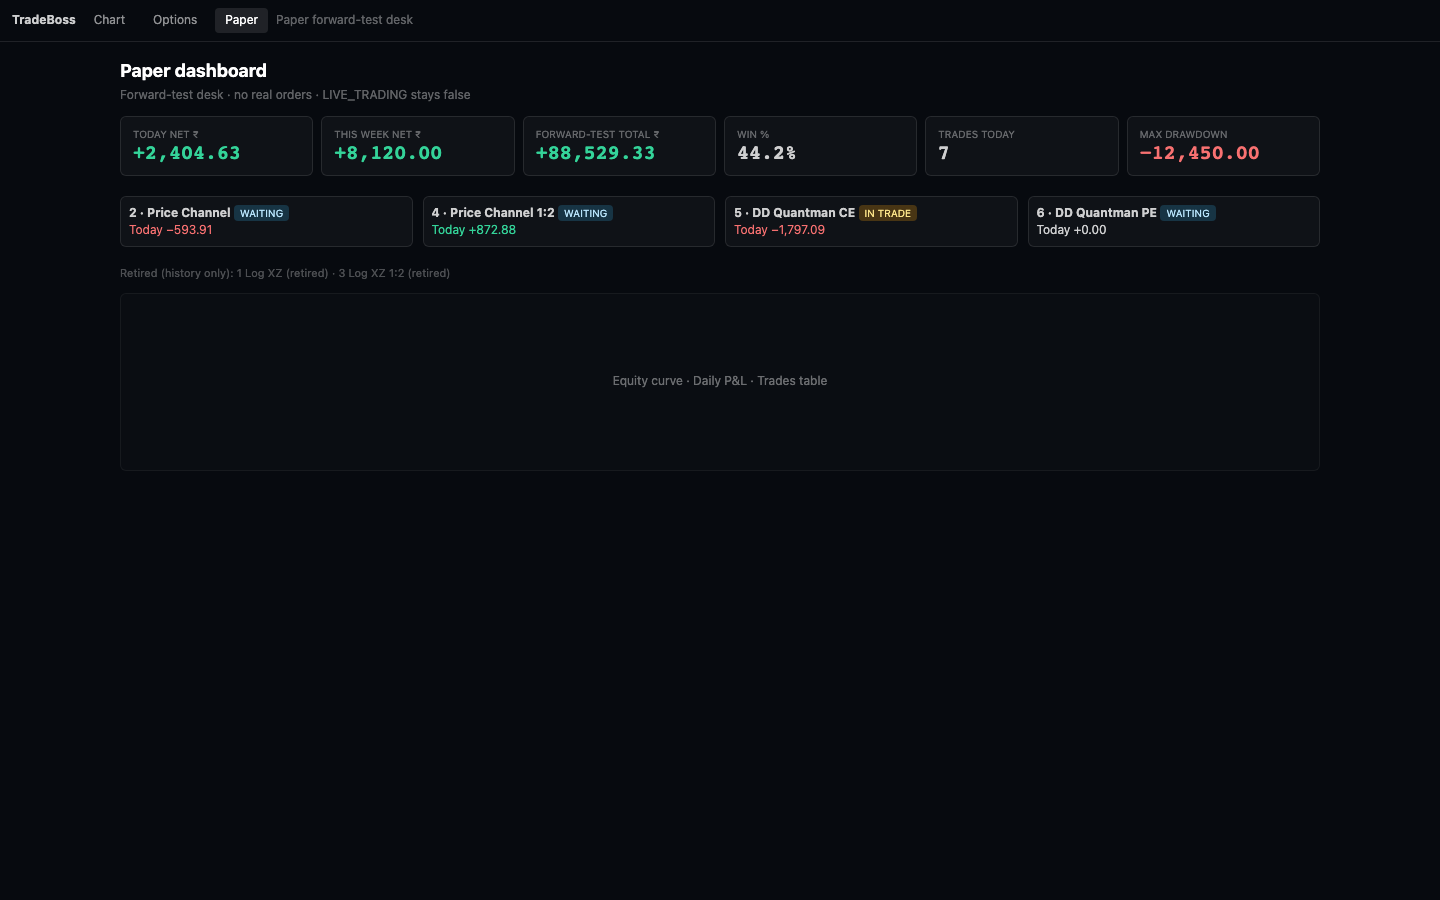 TradeBoss Chart Options Paper Paper forward-test desk
Paper dashboard
Forward-test desk · no real orders · LIVE_TRADING stays false
TODAY NET ₹
+2,404.63
THIS WEEK NET ₹
+8,120.00
FORWARD-TEST TOTAL ₹
+88,529.33
WIN %
44.2%
TRADES TODAY
7
MAX DRAWDOWN
−12,450.00
2 · Price Channel WAITING
Today −593.91
4 · Price Channel 1:2 WAITING
Today +872.88
5 · DD Quantman CE IN TRADE
Today −1,797.09
6 · DD Quantman PE WAITING
Today +0.00
Retired (history only): 1 Log XZ (retired) · 3 Log XZ 1:2 (retired)
Equity curve · Daily P&L · Trades table